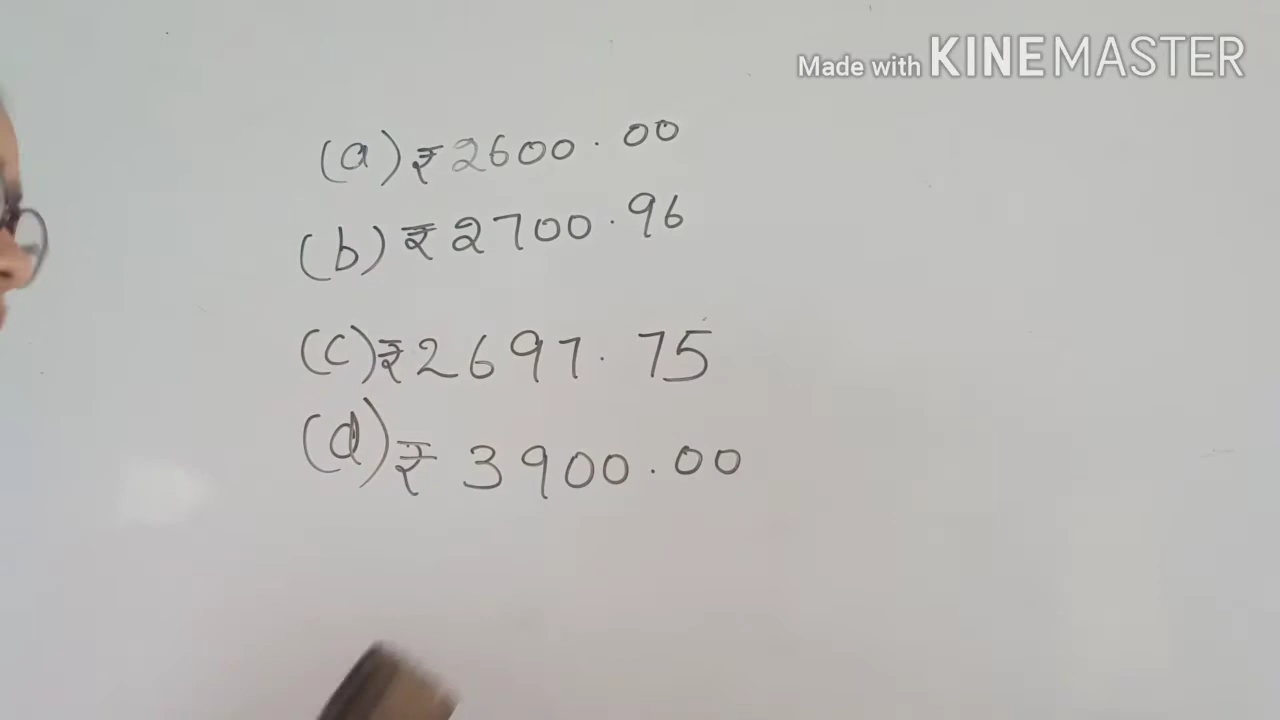 Made with KINEMASTER
(a) ₹ 2600.00
(b) ₹ 2700.96
(c) ₹ 2697.75
(d) ₹ 3900.00